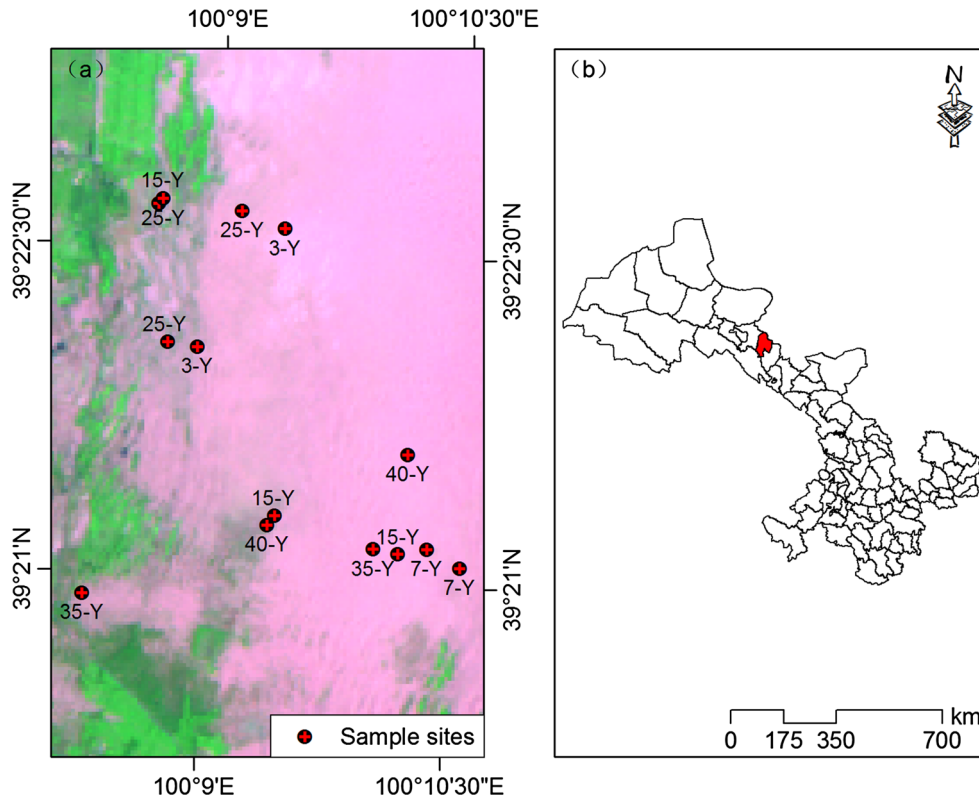 100°9'E
100°10'30"E
(a)
(b)
N
15-Y
25-Y
25-Y
3-Y
39°22'30"N
39°22'30"N
25-Y
3-Y
40-Y
15-Y
40-Y
15-Y
35-Y
7-Y
7-Y
39°21'N
39°21'N
35-Y
Sample sites
km
0 175 350 700
100°9'E
100°10'30"E